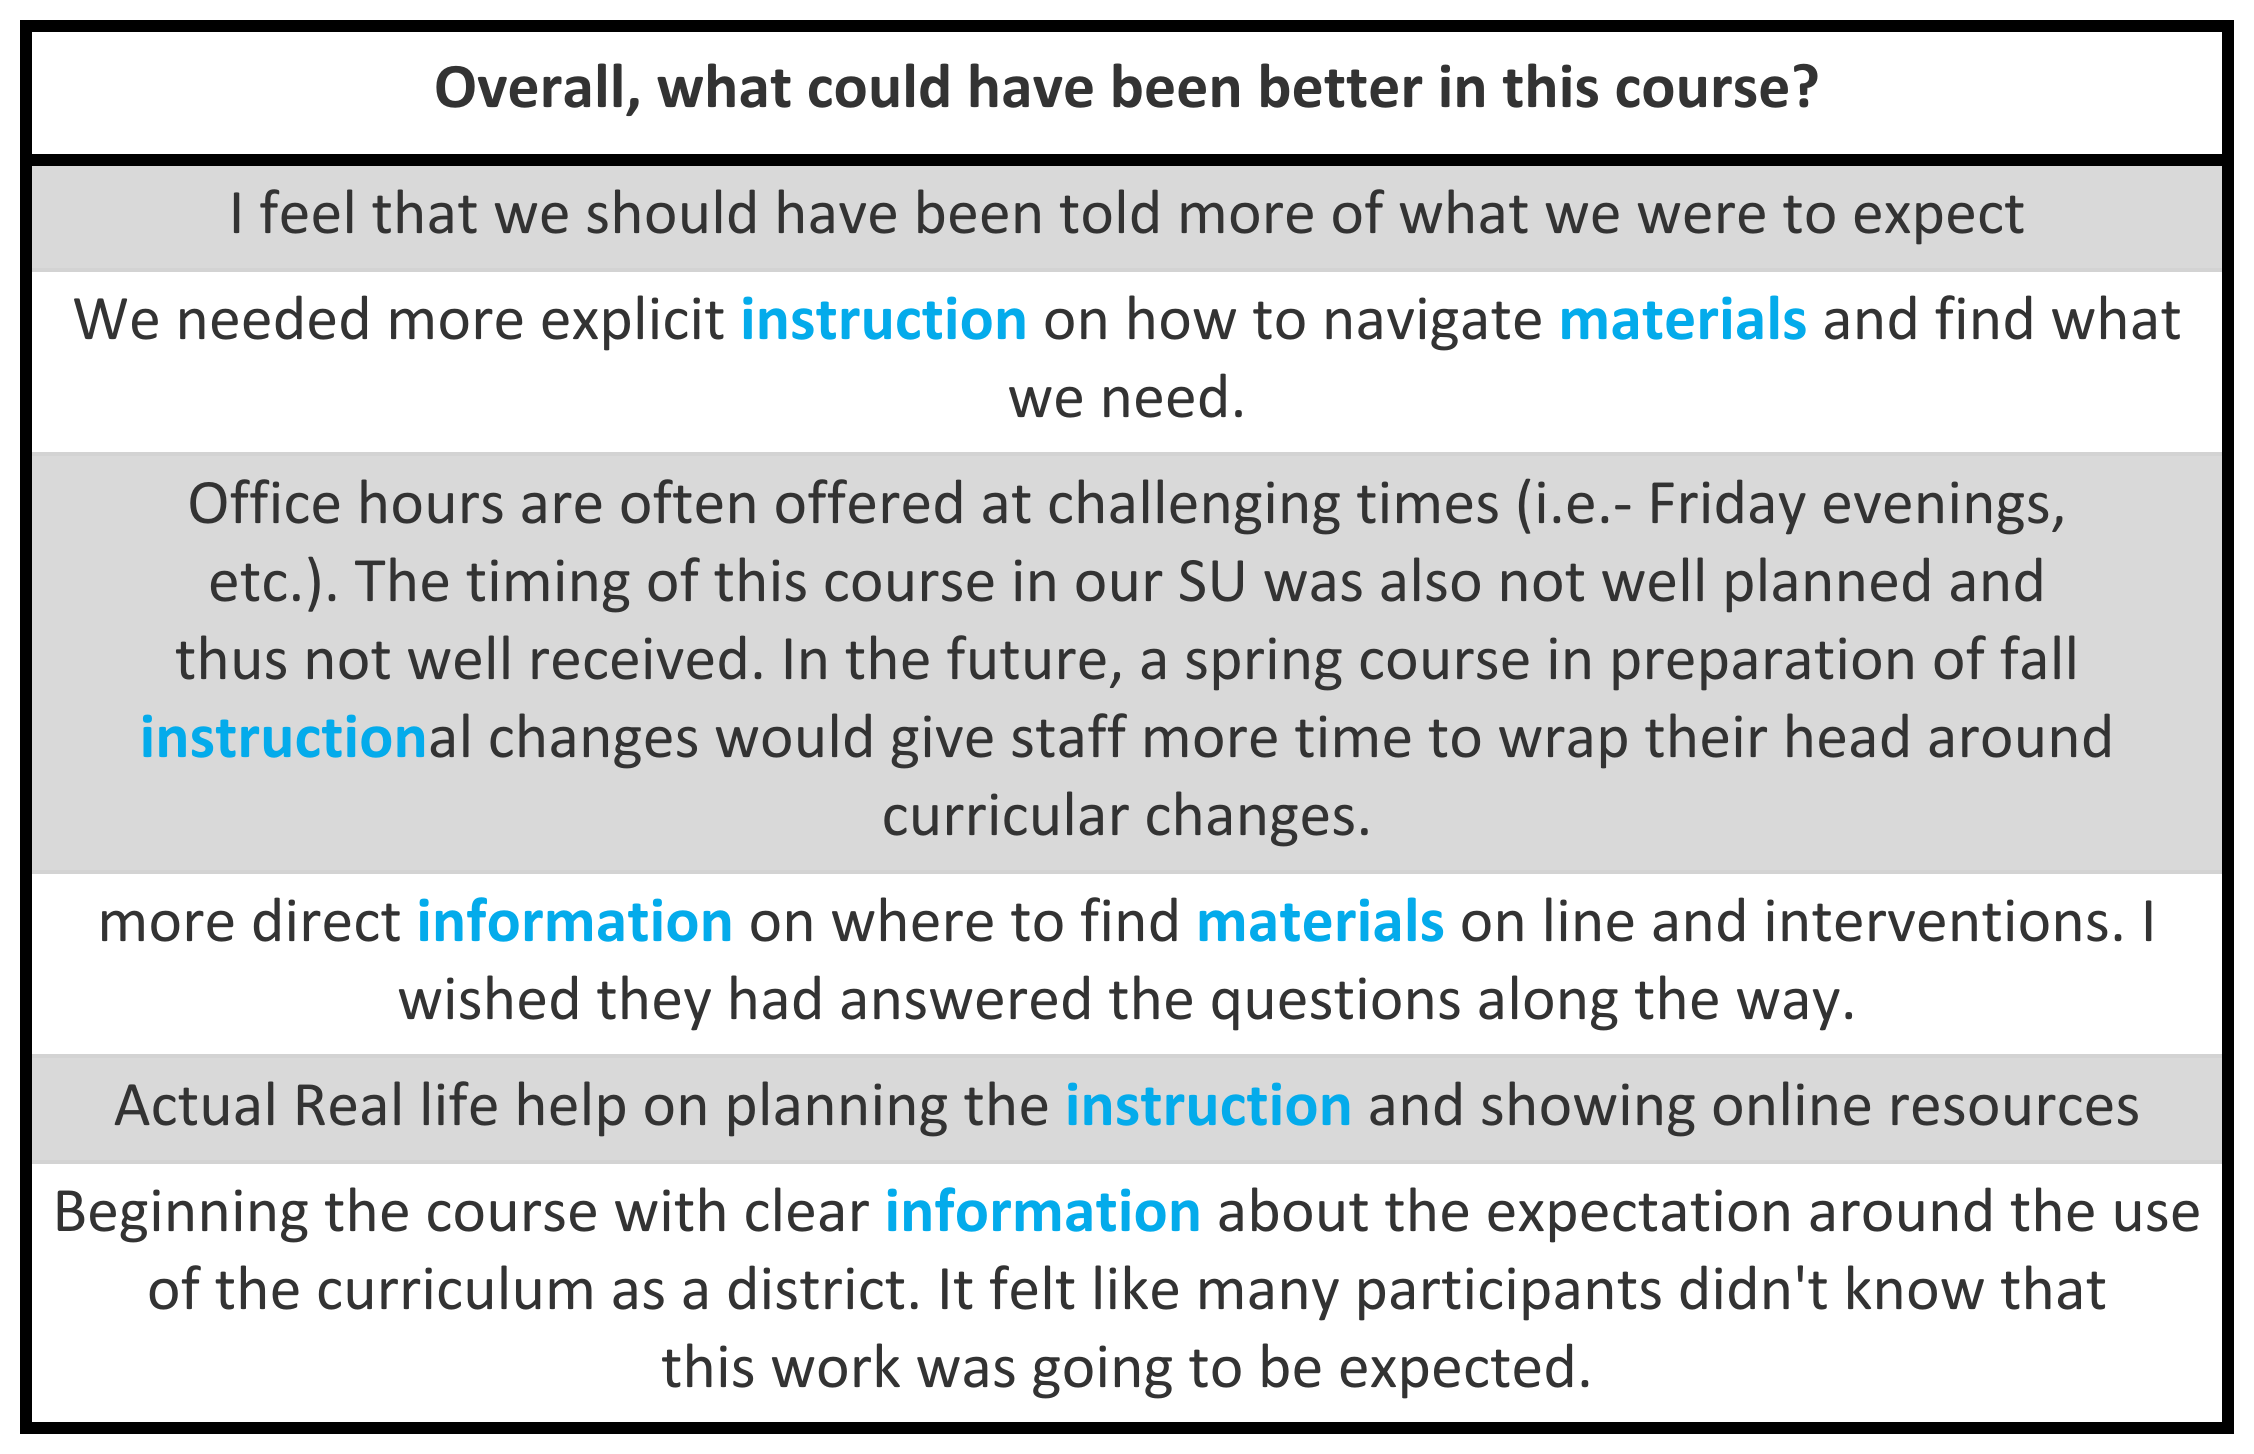 Overall, what could have been better in this course?
I feel that we should have been told more of what we were to expect
We needed more explicit instruction on how to navigate materials and find what
we need.
Office hours are often offered at challenging times (i.e.- Friday evenings,
etc.). The timing of this course in our SU was also not well planned and
thus not well received. In the future, a spring course in preparation of fall
instructional changes would give staff more time to wrap their head around
curricular changes.
more direct information on where to find materials on line and interventions. I
wished they had answered the questions along the way.
Actual Real life help on planning the instruction and showing online resources
Beginning the course with clear information about the expectation around the use
of the curriculum as a district. It felt like many participants didn't know that
this work was going to be expected.